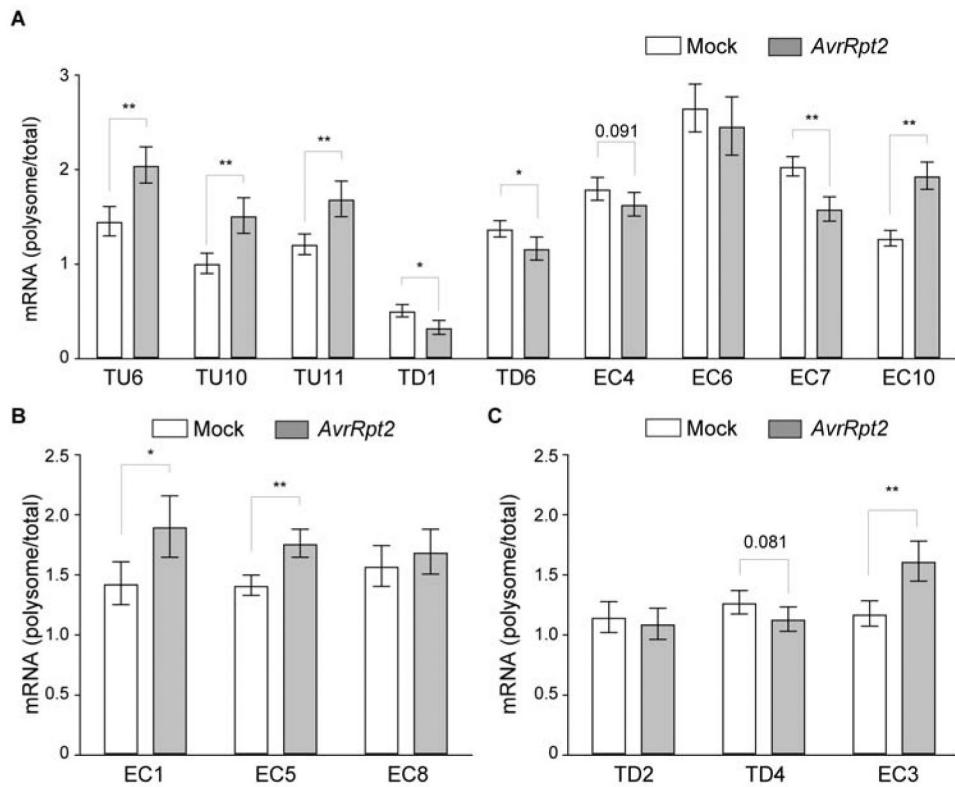 A
Mock AvrRpt2
mRNA (polysome/total)
3
2
1
0
** ** ** * * 0.091 ** **
TU6 TU10 TU11 TD1 TD6 EC4 EC6 EC7 EC10
B
Mock AvrRpt2
mRNA (polysome/total)
2.5
2.0
1.5
1.0
0.5
0
* **
EC1 EC5 EC8
C
Mock AvrRpt2
mRNA (polysome/total)
2.5
2.0
1.5
1.0
0.5
0
0.081 **
TD2 TD4 EC3